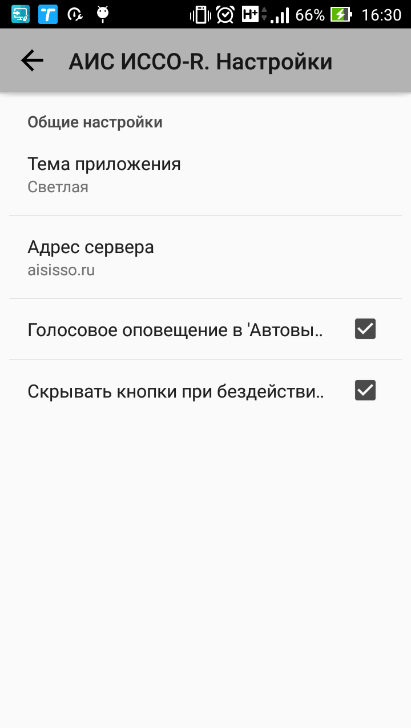 66% 16:30
АИС ИССО-R. Настройки
Общие настройки
Тема приложения
Светлая
Адрес сервера
aisisso.ru
Голосовое оповещение в 'Автовы..
Скрывать кнопки при бездействи..